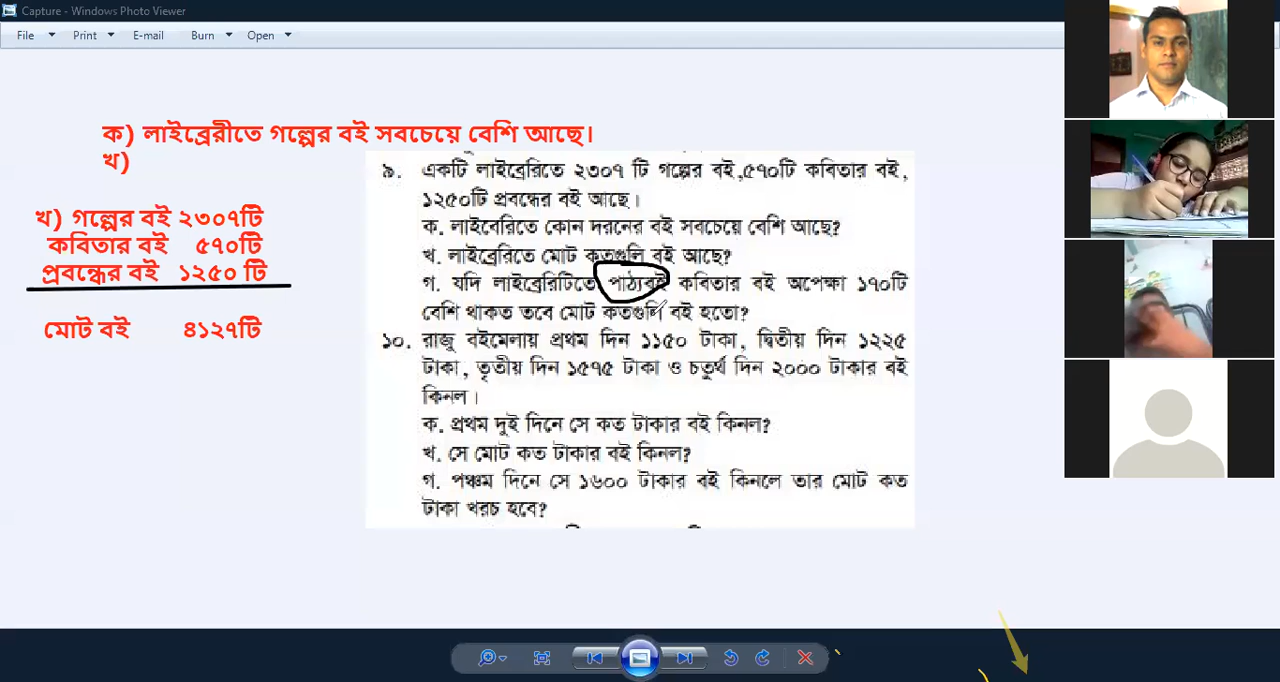 Capture - Windows Photo Viewer
File Print E-mail Burn Open
ক) লাইব্রেরীতে গল্পের বই সবচেয়ে বেশি আছে।
খ)
খ) গল্পের বই ২৩০৭টি
কবিতার বই ৫৭০টি
প্রবন্ধের বই ১২৫০ টি
মোট বই ৪১২৭টি
৯. একটি লাইব্রেরিতে ২৩০৭ টি গল্পের বই,৫৭০টি কবিতার বই,
১২৫০টি প্রবন্ধের বই আছে।
ক. লাইবেরিতে কোন দরনের বই সবচেয়ে বেশি আছে?
খ. লাইব্রেরিতে মোট কতগুলি বই আছে?
গ. যদি লাইব্রেরিটিতে পাঠ্যবই কবিতার বই অপেক্ষা ১৭০টি
বেশি থাকত তবে মোট কতগুলি বই হতো?
১০. রাজু বইমেলায় প্রথম দিন ১১৫০ টাকা, দ্বিতীয় দিন ১২২৫
টাকা, তৃতীয় দিন ১৫৭৫ টাকা ও চতুর্থ দিন ২০০০ টাকার বই
কিনল।
ক. প্রথম দুই দিনে সে কত টাকার বই কিনল?
খ. সে মোট কত টাকার বই কিনল?
গ. পঞ্চম দিনে সে ১৬০০ টাকার বই কিনলে তার মোট কত
টাকা খরচ হবে?